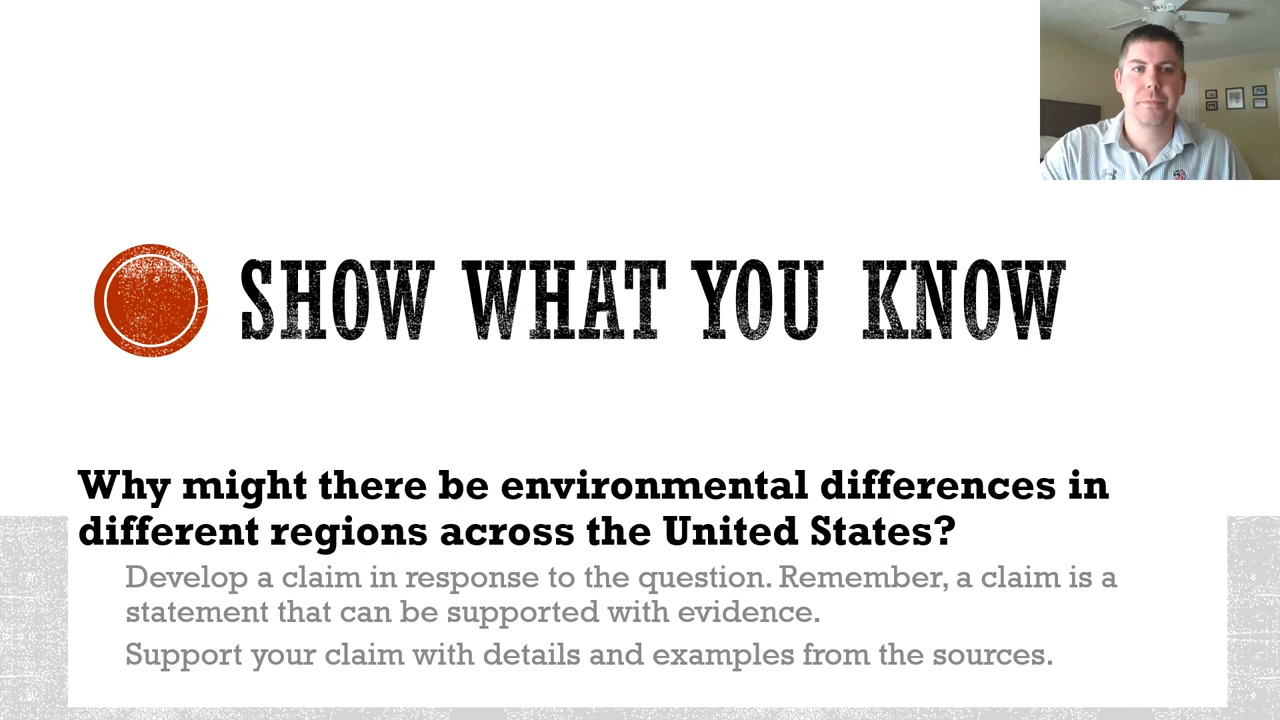 SHOW WHAT YOU KNOW
Why might there be environmental differences in
different regions across the United States?
Develop a claim in response to the question. Remember, a claim is a
statement that can be supported with evidence.
Support your claim with details and examples from the sources.